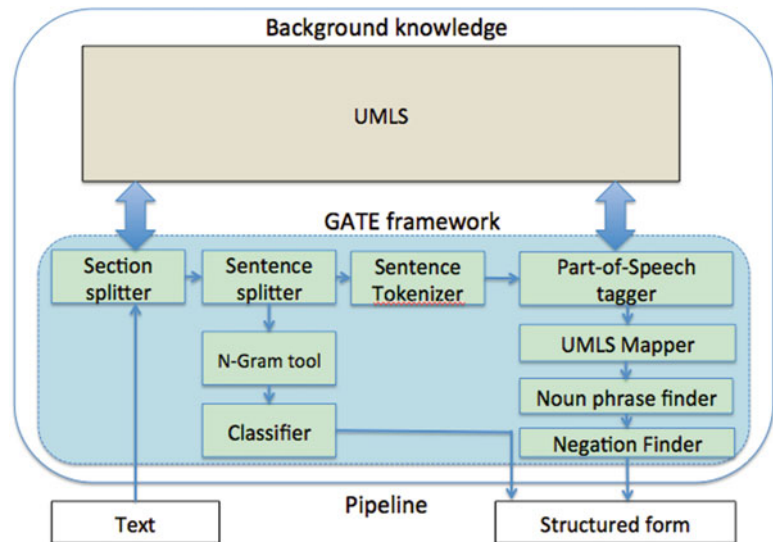 Background knowledge
UMLS
GATE framework
Section
splitter
Sentence
splitter
Sentence
Tokenizer
Part-of-Speech
tagger
N-Gram tool
UMLS Mapper
Classifier
Noun phrase finder
Negation Finder
Pipeline
Text
Structured form